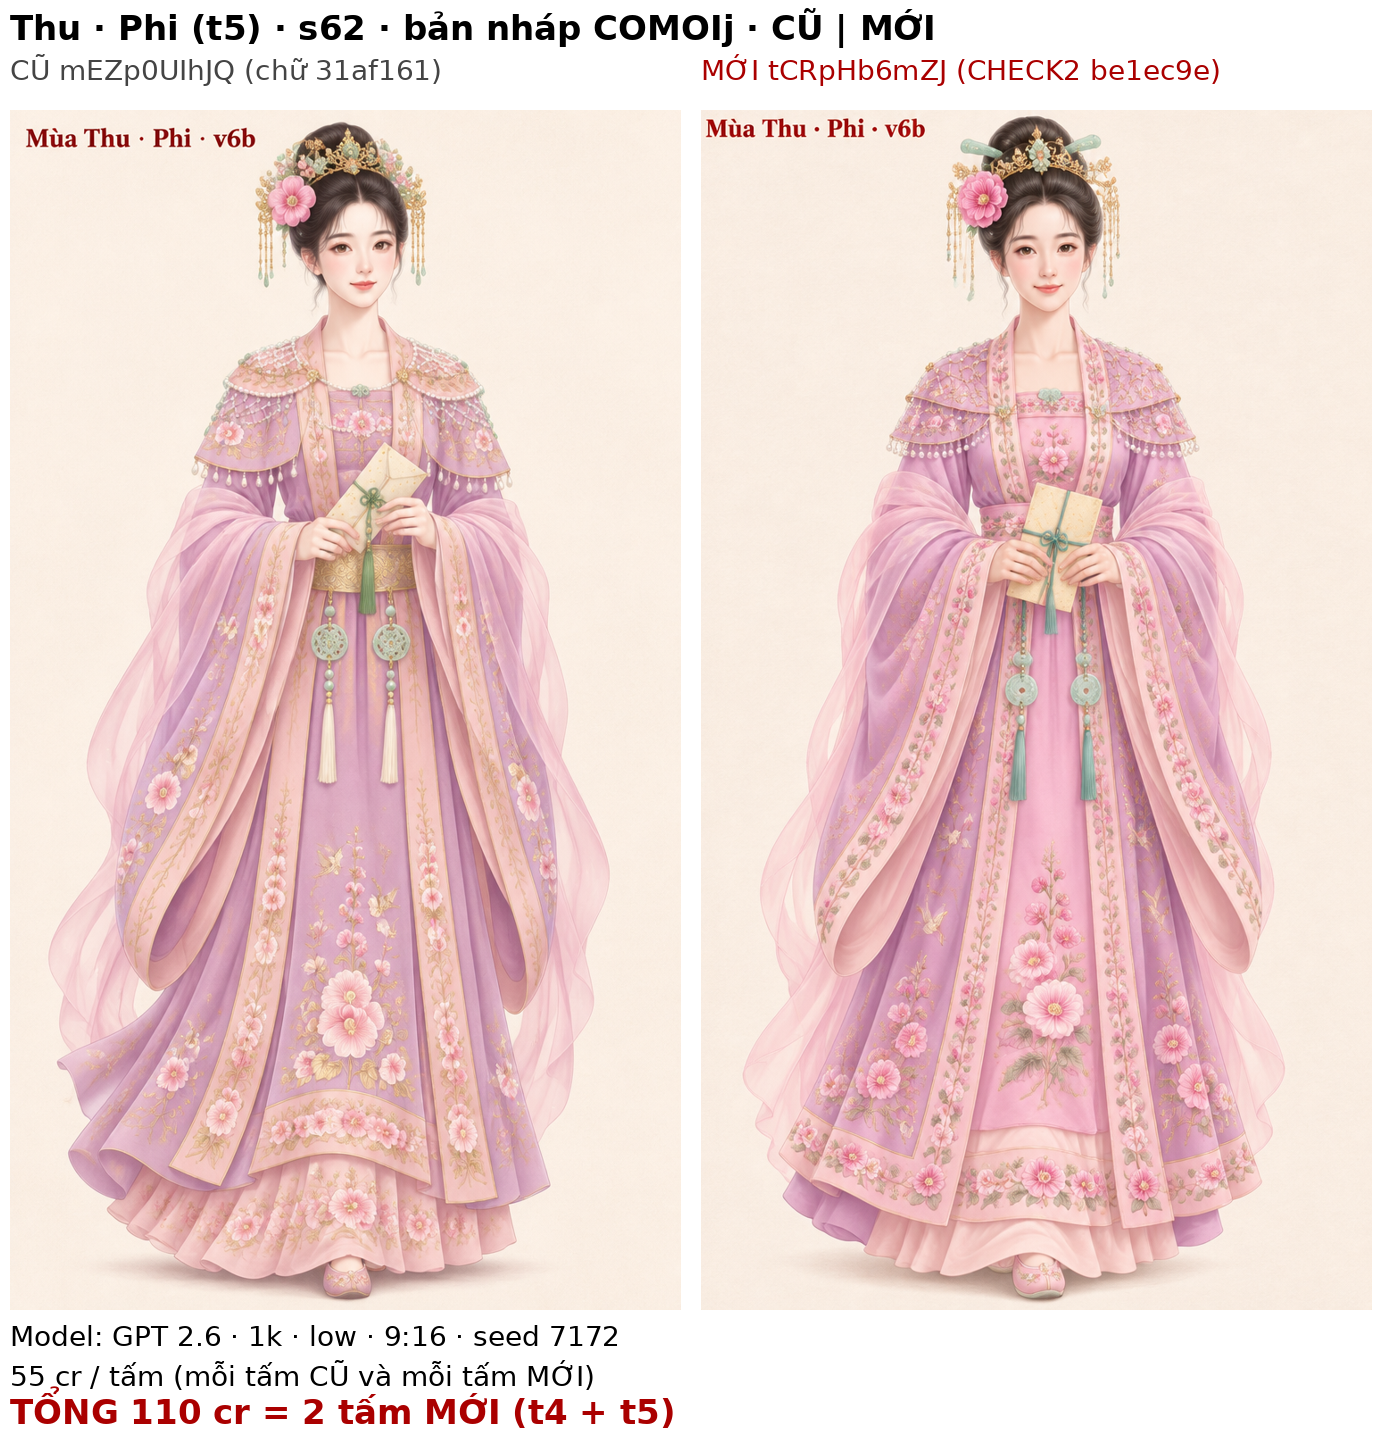 Thu · Phi (t5) · s62 · bản nháp COMOIj · CŨ | MỚI
CŨ mEZp0UIhJQ (chữ 31af161)
MỚI tCRpHb6mZJ (CHECK2 be1ec9e)
Mùa Thu · Phi · v6b
Mùa Thu · Phi · v6b
Model: GPT 2.6 · 1k · low · 9:16 · seed 7172
55 cr / tấm (mỗi tấm CŨ và mỗi tấm MỚI)
TỔNG 110 cr = 2 tấm MỚI (t4 + t5)